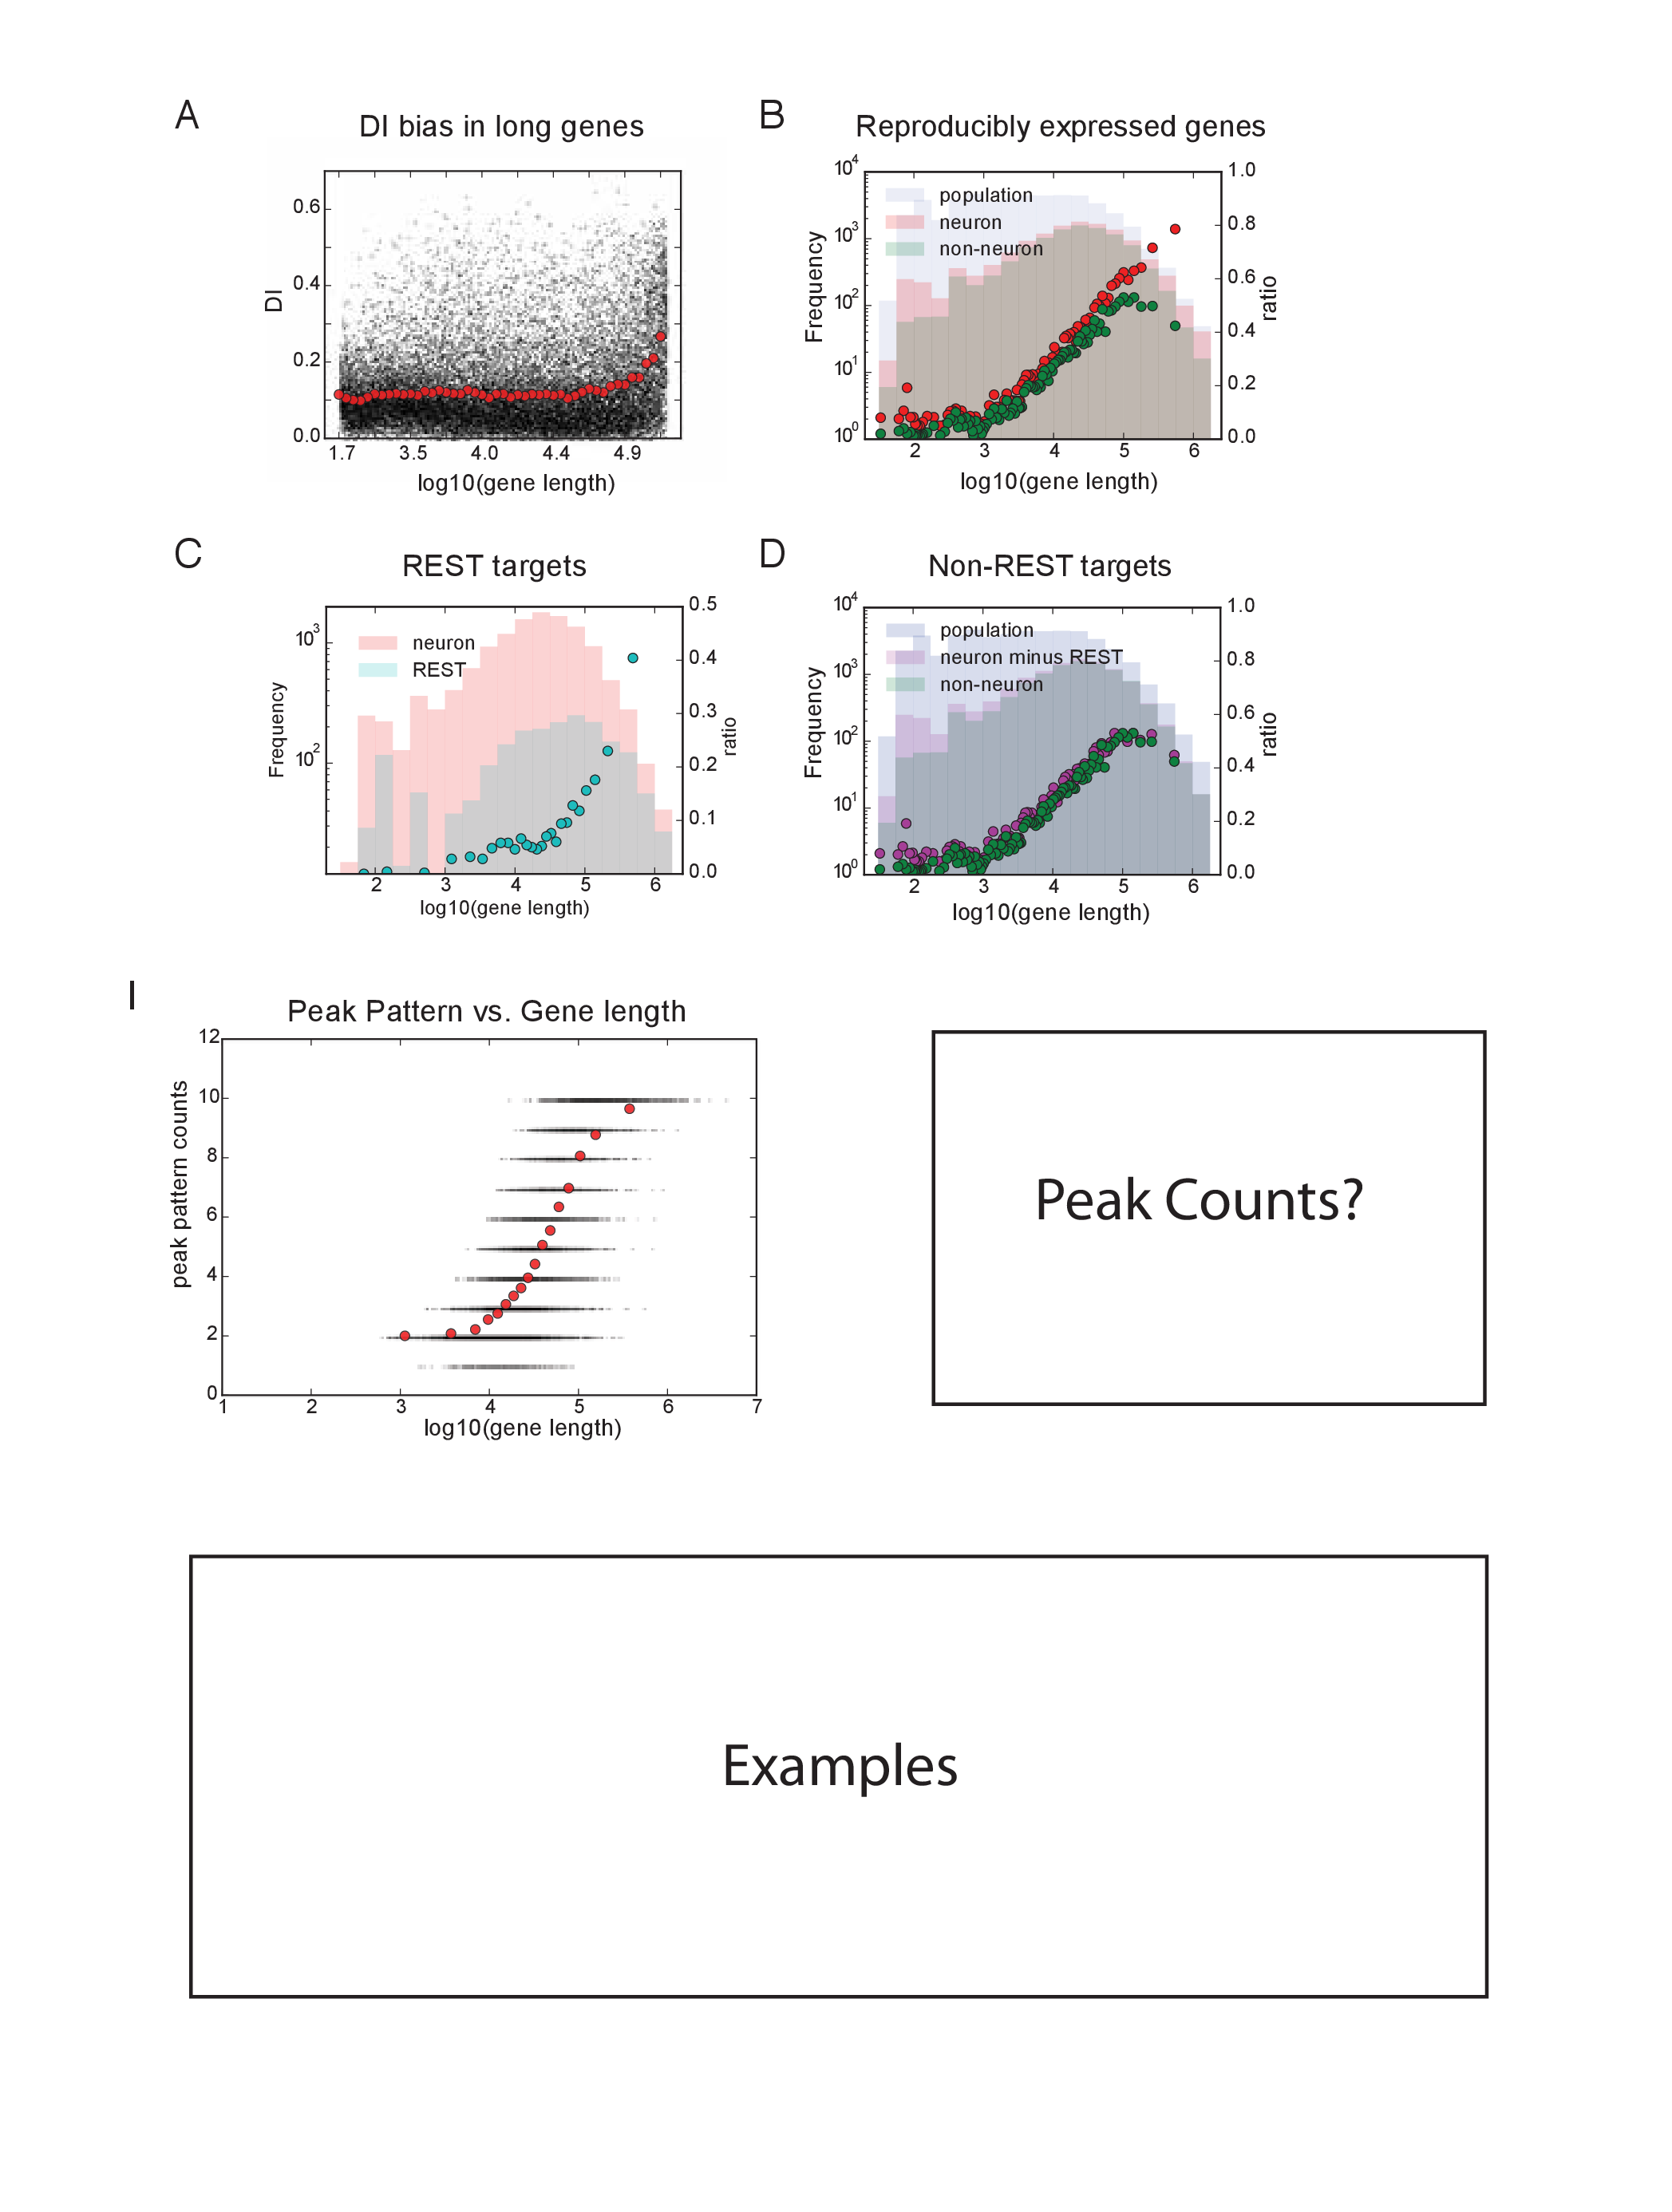 A
DI bias in long genes
DI
0.6
0.4
0.2
0.0
1.7 3.5 4.0 4.4 4.9
log10(gene length)
B
Reproducibly expressed genes
Frequency
10^4
10^3
10^2
10^1
10^0
population
neuron
non-neuron
1.0
0.8
0.6
0.4
0.2
0.0
ratio
2 3 4 5 6
log10(gene length)
C
REST targets
Frequency
10^3
10^2
neuron
REST
0.5
0.4
0.3
0.2
0.1
0.0
ratio
2 3 4 5 6
log10(gene length)
D
Non-REST targets
Frequency
10^4
10^3
10^2
10^1
10^0
population
neuron minus REST
non-neuron
1.0
0.8
0.6
0.4
0.2
0.0
ratio
2 3 4 5 6
log10(gene length)
I
Peak Pattern vs. Gene length
peak pattern counts
12
10
8
6
4
2
0
1 2 3 4 5 6 7
log10(gene length)
Peak Counts?
Examples